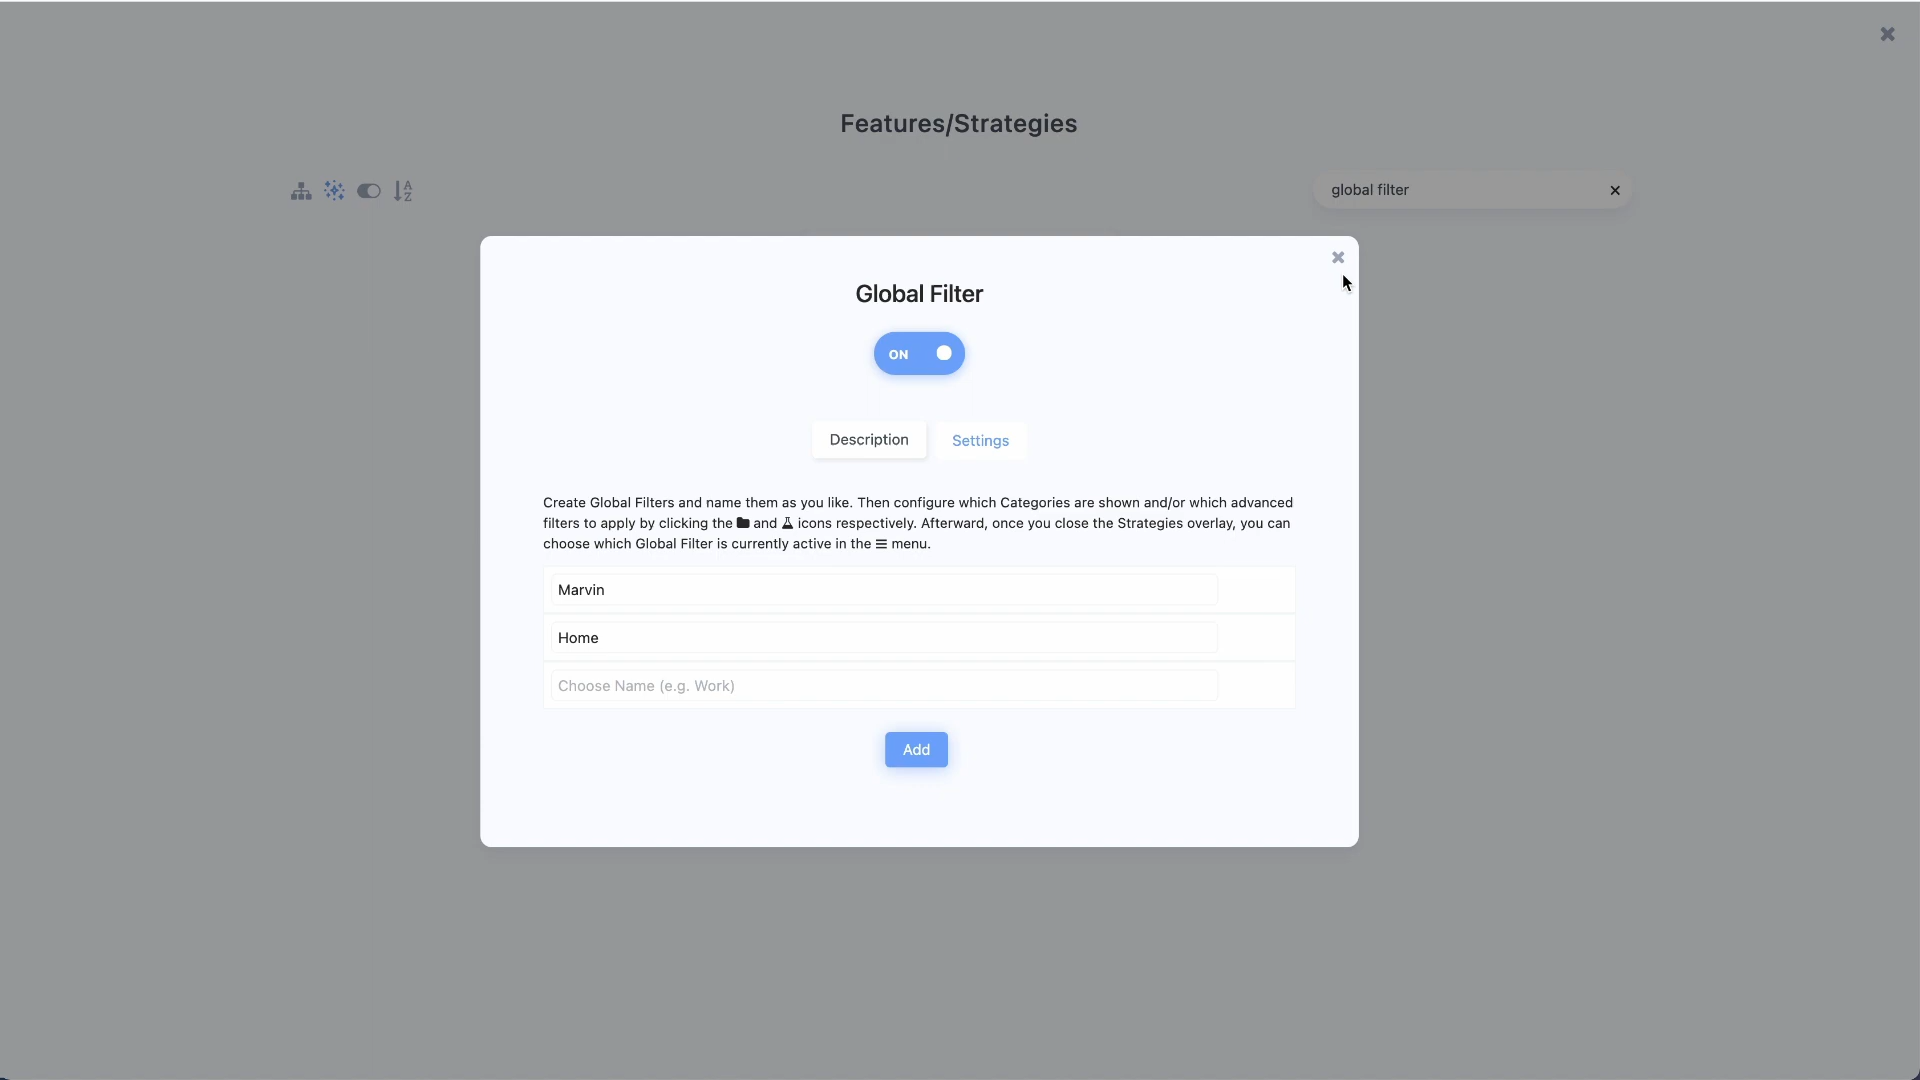 Features/Strategies
A
Z
global filter
Global Filter
ON
Description
Settings
Create Global Filters and name them as you like. Then configure which Categories are shown and/or which advanced
filters to apply by clicking the and icons respectively. Afterward, once you close the Strategies overlay, you can
choose which Global Filter is currently active in the menu.
Marvin
Home
Choose Name (e.g. Work)
Add